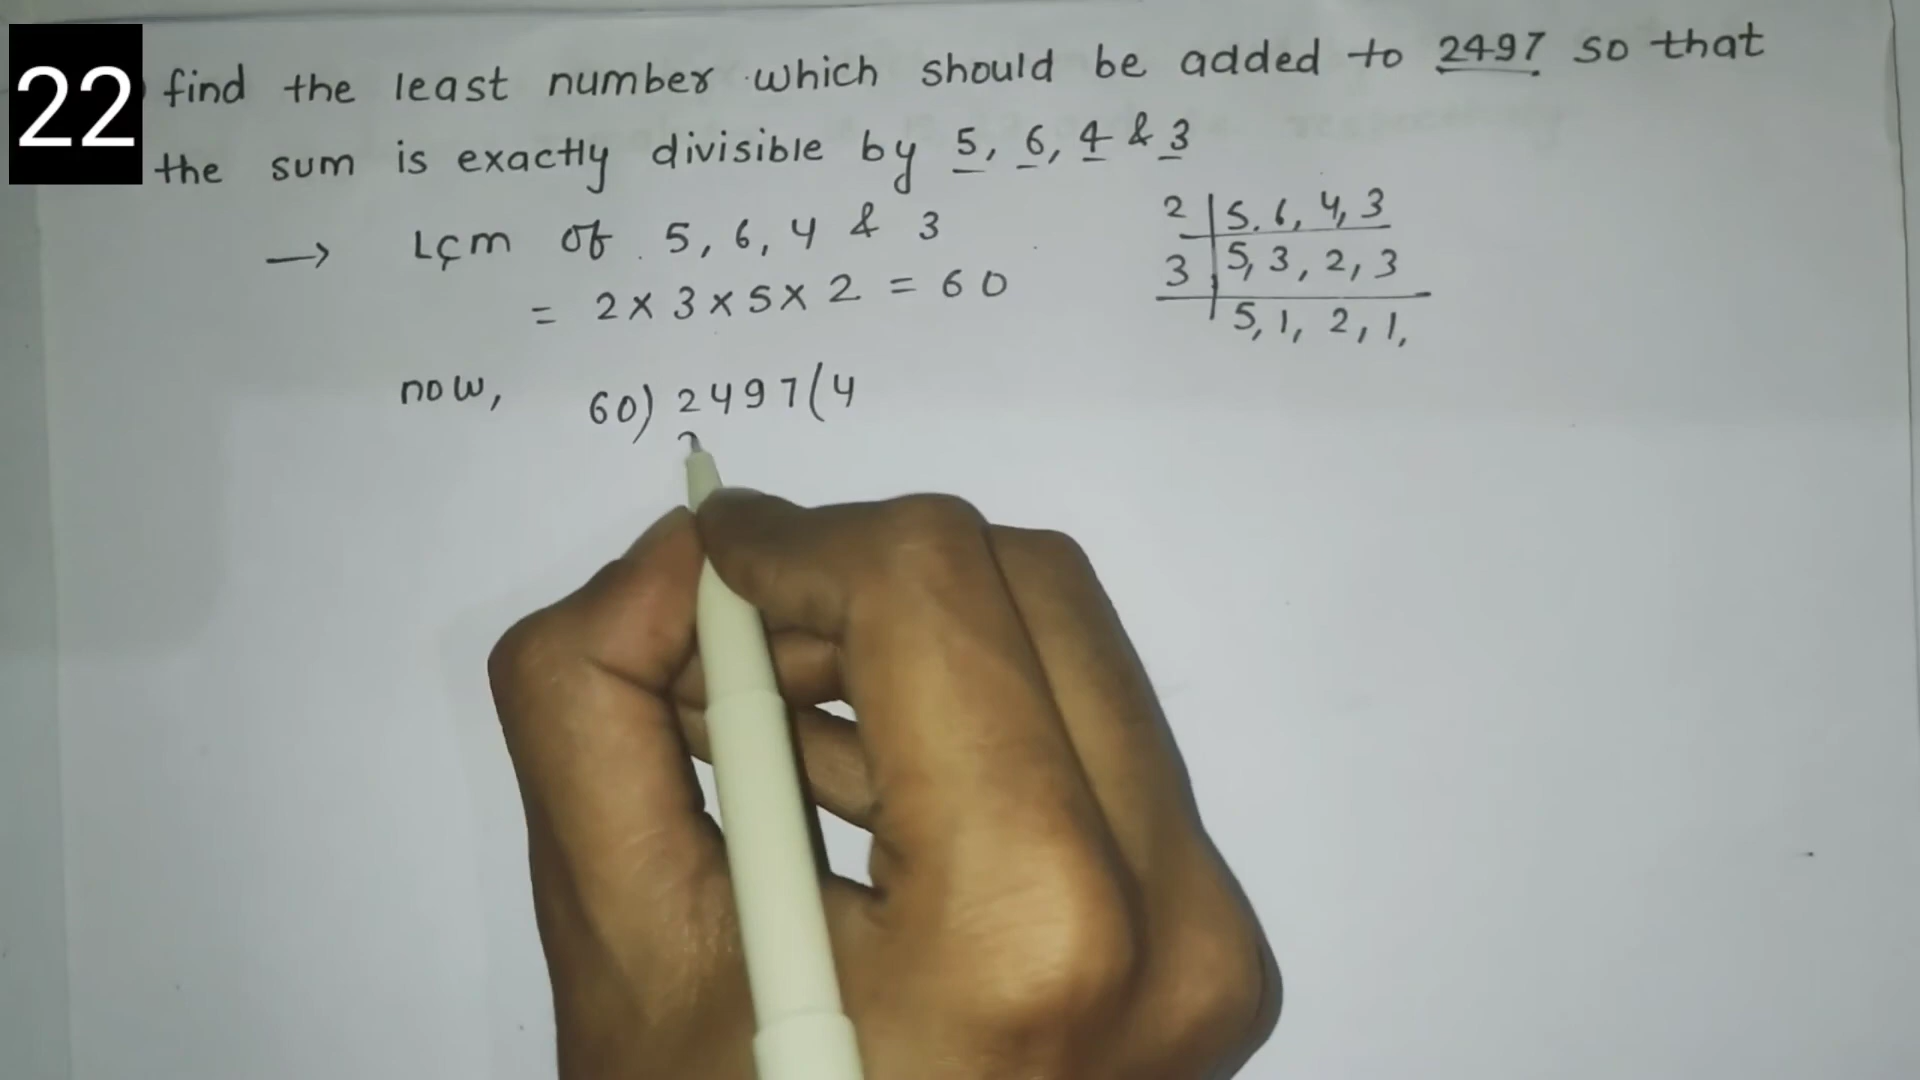 22 find the least number which should be added to 2497 so that
the sum is exactly divisible by 5, 6, 4 & 3
→ LCM of 5, 6, 4 & 3
= 2 × 3 × 5 × 2 = 60
2 | 5, 6, 4, 3
3 | 5, 3, 2, 3
5, 1, 2, 1,
now, 60) 2497 (4